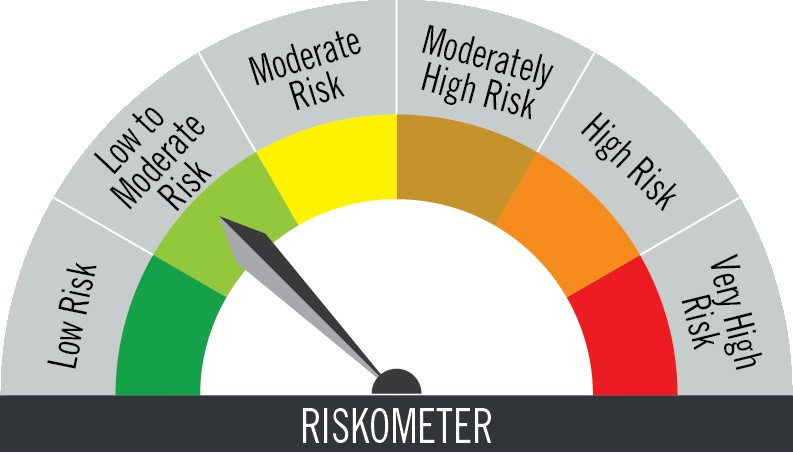 Low Risk
Low to
Moderate
Risk
Moderate
Risk
Moderately
High Risk
High Risk
Very High
Risk
RISKOMETER